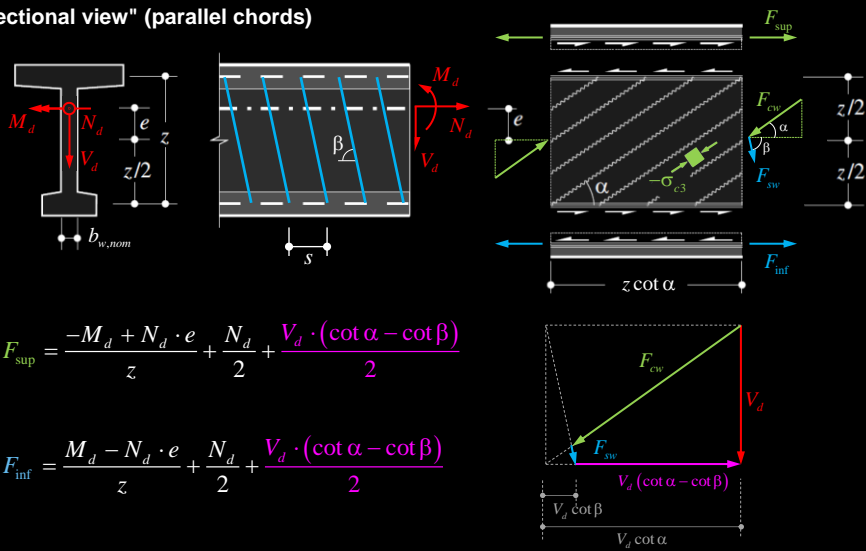 ectional view" (parallel chords)
M_d
N_d
V_d
e
z
z/2
b_{w,nom}
β
M_d
N_d
V_d
s
F_sup
e
F_cw
α
β
F_sw
α
−σ_c3
z/2
z/2
F_inf
z cot α
F_sup = (−M_d + N_d · e)/z + N_d/2 + V_d · (cot α − cot β)/2
F_inf = (M_d − N_d · e)/z + N_d/2 + V_d · (cot α − cot β)/2
F_cw
V_d
F_sw
V_d (cot α − cot β)
V_d cot β
V_d cot α